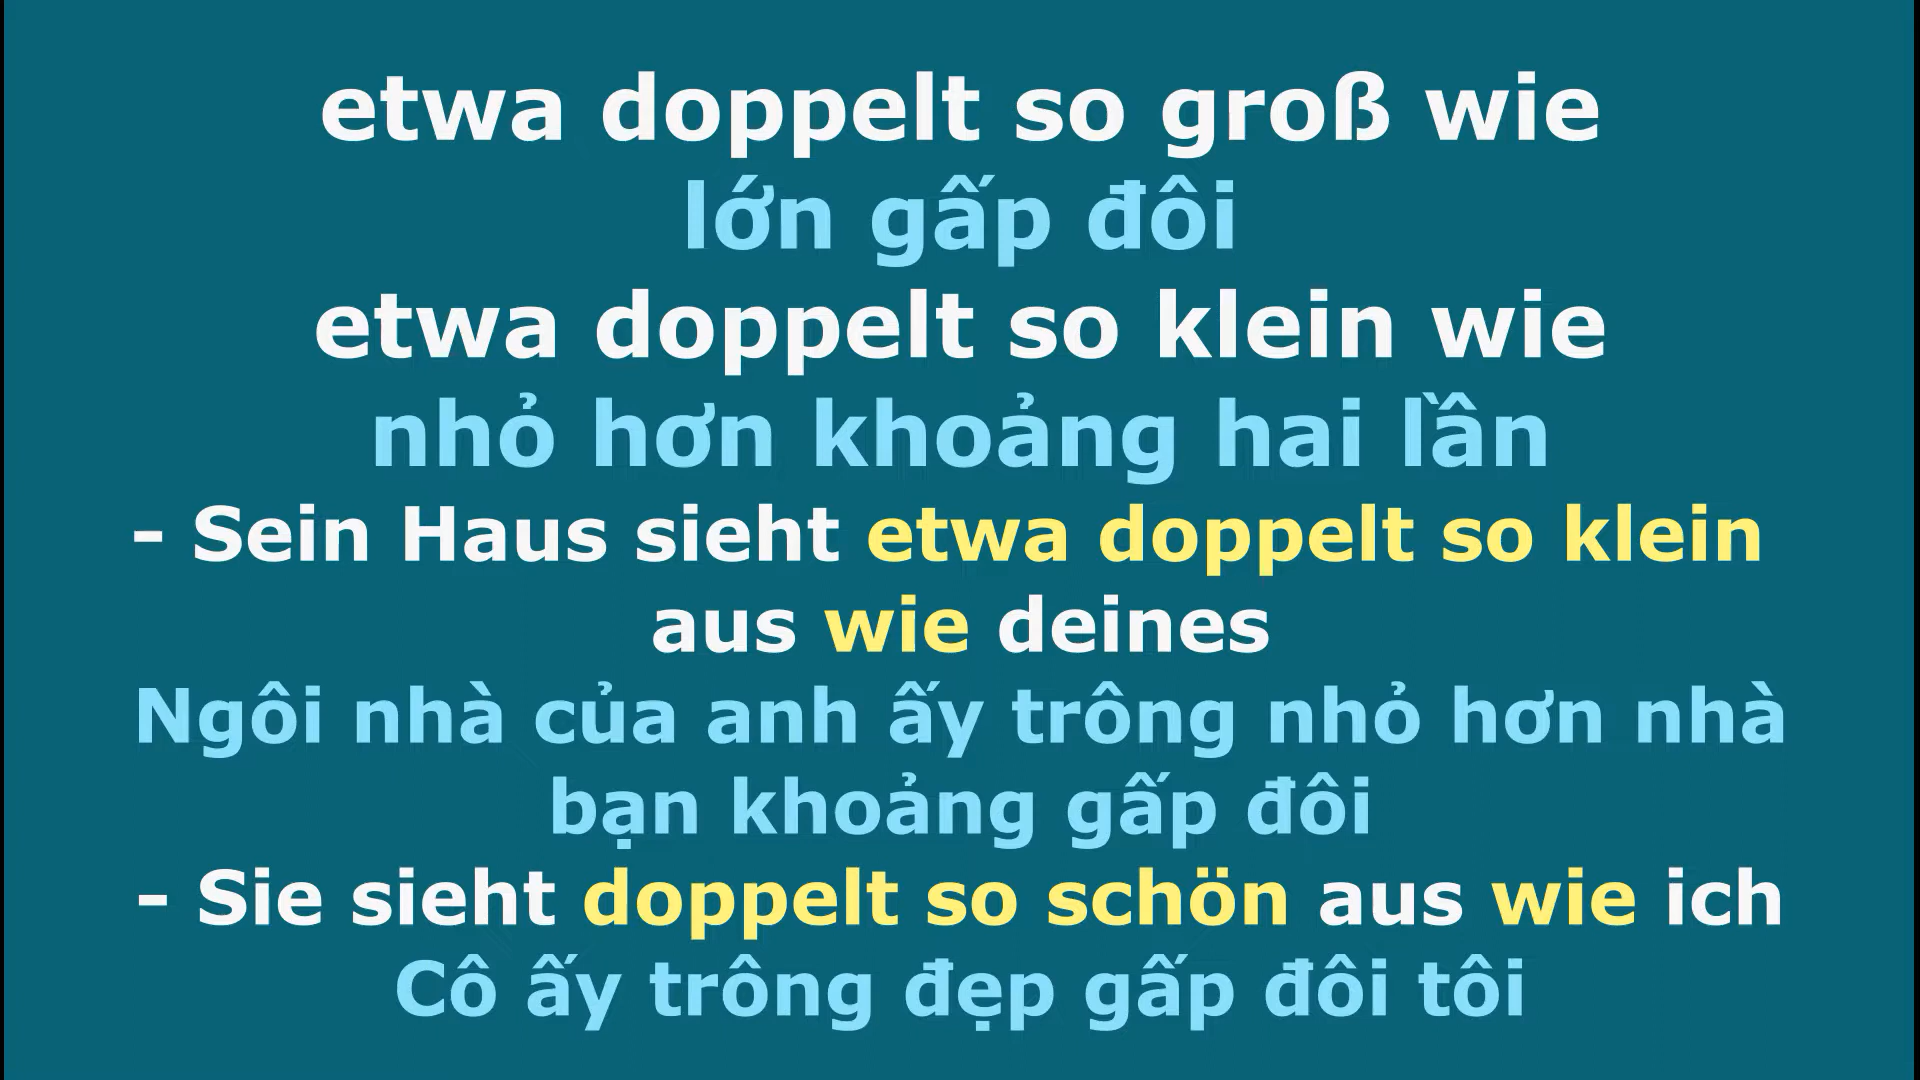 etwa doppelt so groß wie
lớn gấp đôi
etwa doppelt so klein wie
nhỏ hơn khoảng hai lần
- Sein Haus sieht etwa doppelt so klein
aus wie deines
Ngôi nhà của anh ấy trông nhỏ hơn nhà
bạn khoảng gấp đôi
- Sie sieht doppelt so schön aus wie ich
Cô ấy trông đẹp gấp đôi tôi